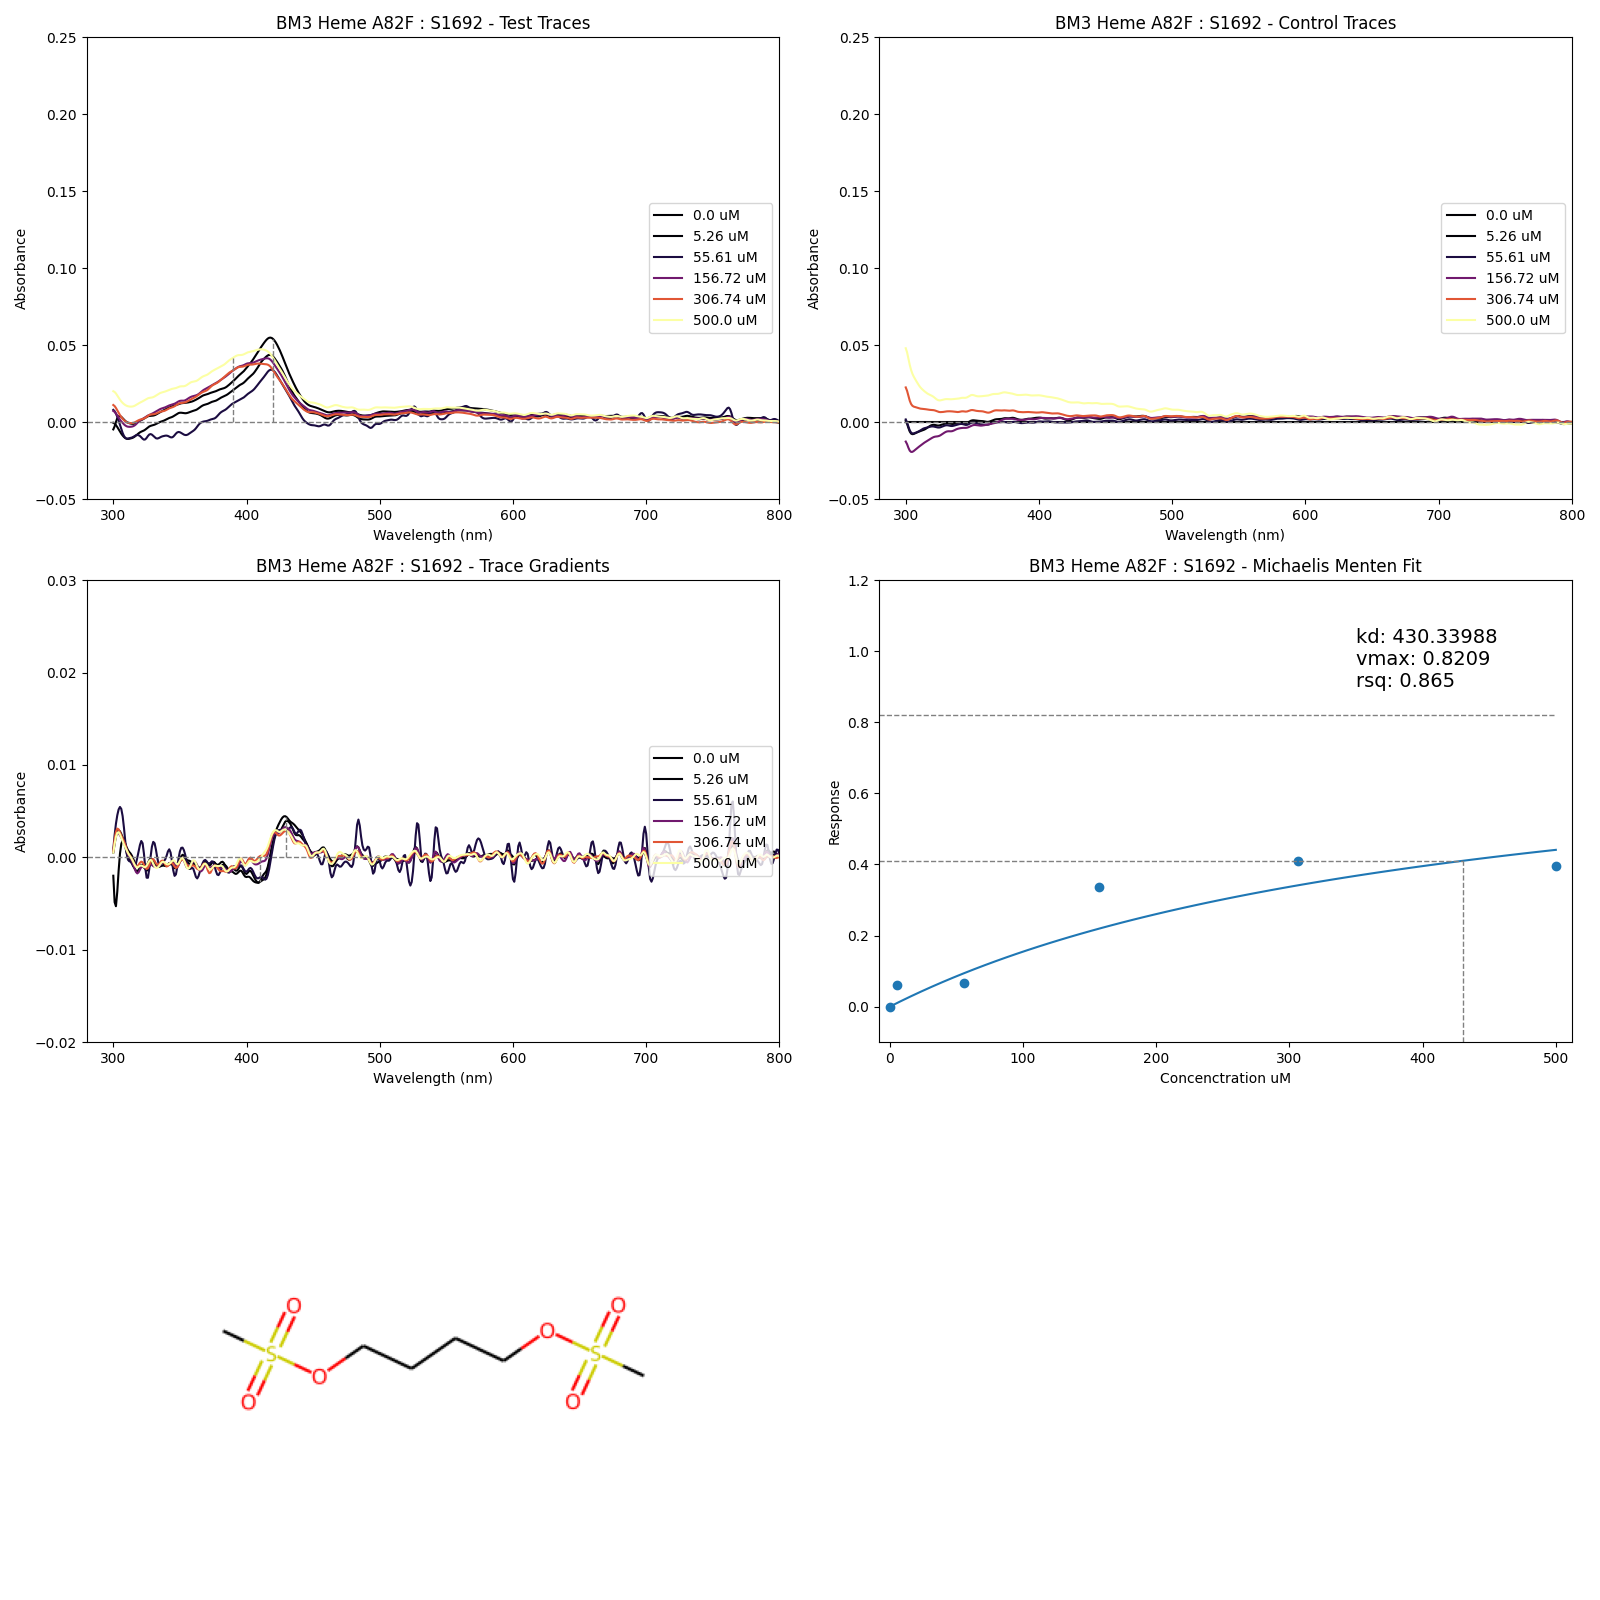 BM3 Heme A82F : S1692 - Test Traces
0.25
0.20
0.15
0.10
0.05
0.00
−0.05
Absorbance
300
400
500
600
700
800
Wavelength (nm)
0.0 uM
5.26 uM
55.61 uM
156.72 uM
306.74 uM
500.0 uM
BM3 Heme A82F : S1692 - Control Traces
0.25
0.20
0.15
0.10
0.05
0.00
−0.05
Absorbance
300
400
500
600
700
800
Wavelength (nm)
0.0 uM
5.26 uM
55.61 uM
156.72 uM
306.74 uM
500.0 uM
BM3 Heme A82F : S1692 - Trace Gradients
0.03
0.02
0.01
0.00
−0.01
−0.02
Absorbance
300
400
500
600
700
800
Wavelength (nm)
0.0 uM
5.26 uM
55.61 uM
156.72 uM
306.74 uM
500.0 uM
BM3 Heme A82F : S1692 - Michaelis Menten Fit
1.2
1.0
0.8
0.6
0.4
0.2
0.0
Response
kd: 430.33988
vmax: 0.8209
rsq: 0.865
0
100
200
300
400
500
Concenctration uM
O
O
O
S
S
O
O
O